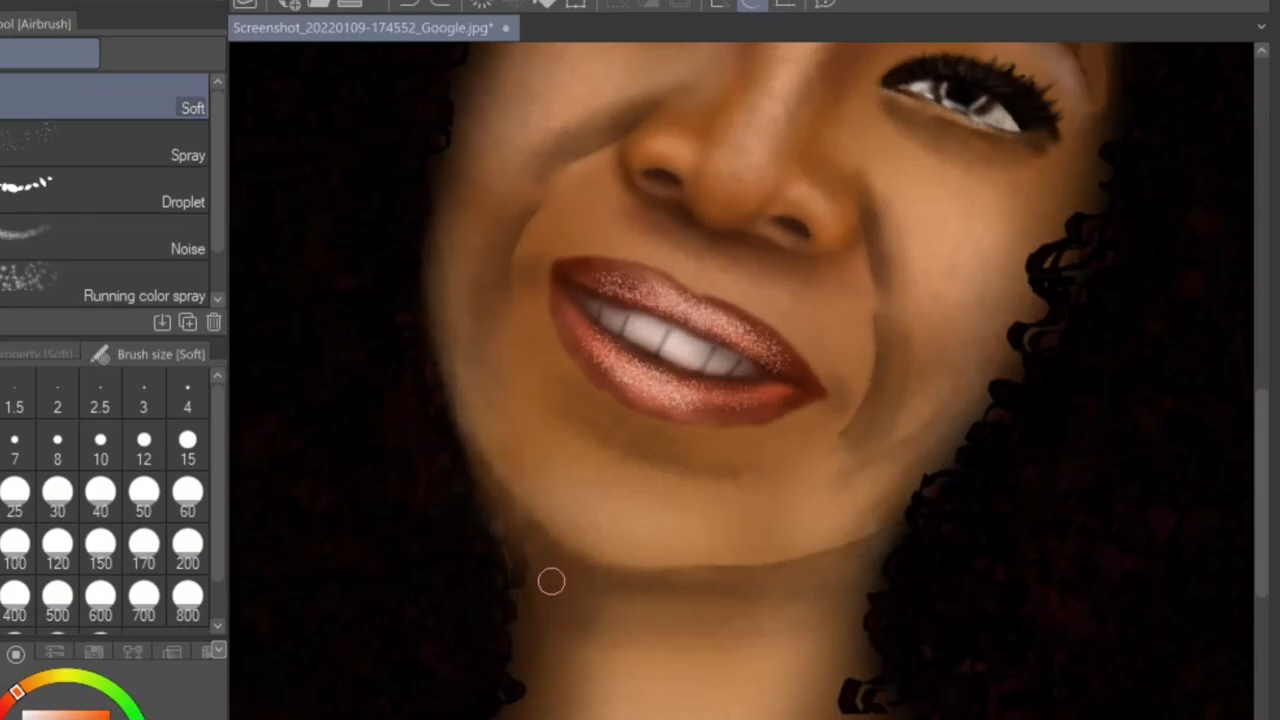 ool [Airbrush]
Screenshot_20220109-174552_Google.jpg*
Soft
Spray
Droplet
Noise
Running color spray
roperty [Soft]
Brush size [Soft]
1.5 2 2.5 3 4
7 8 10 12 15
25 30 40 50 60
100 120 150 170 200
400 500 600 700 800